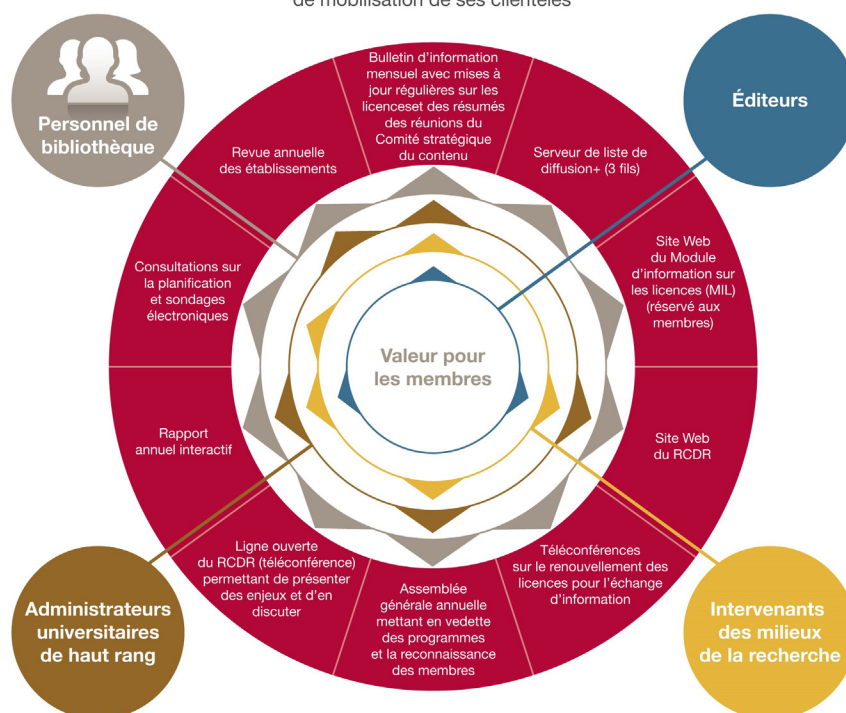 de mobilisation de ses clientèles
Personnel de
bibliothèque
Éditeurs
Bulletin d'information
mensuel avec mises à
jour régulières sur les
licenceset des résumés
des réunions du
Comité stratégique
du contenu
Revue annuelle
des établissements
Serveur de liste de
diffusion+ (3 fils)
Consultations sur
la planification
et sondages
électroniques
Site Web
du Module
d'information sur
les licences (MIL)
(réservé aux
membres)
Valeur pour
les membres
Rapport
annuel interactif
Site Web
du RCDR
Ligne ouverte
du RCDR (téléconférence)
permettant de présenter
des enjeux et d'en
discuter
Assemblée
générale annuelle
mettant en vedette
des programmes
et la reconnaissance
des membres
Téléconférences
sur le renouvellement des
licences pour l'échange
d'information
Administrateurs
universitaires
de haut rang
Intervenants
des milieux
de la recherche